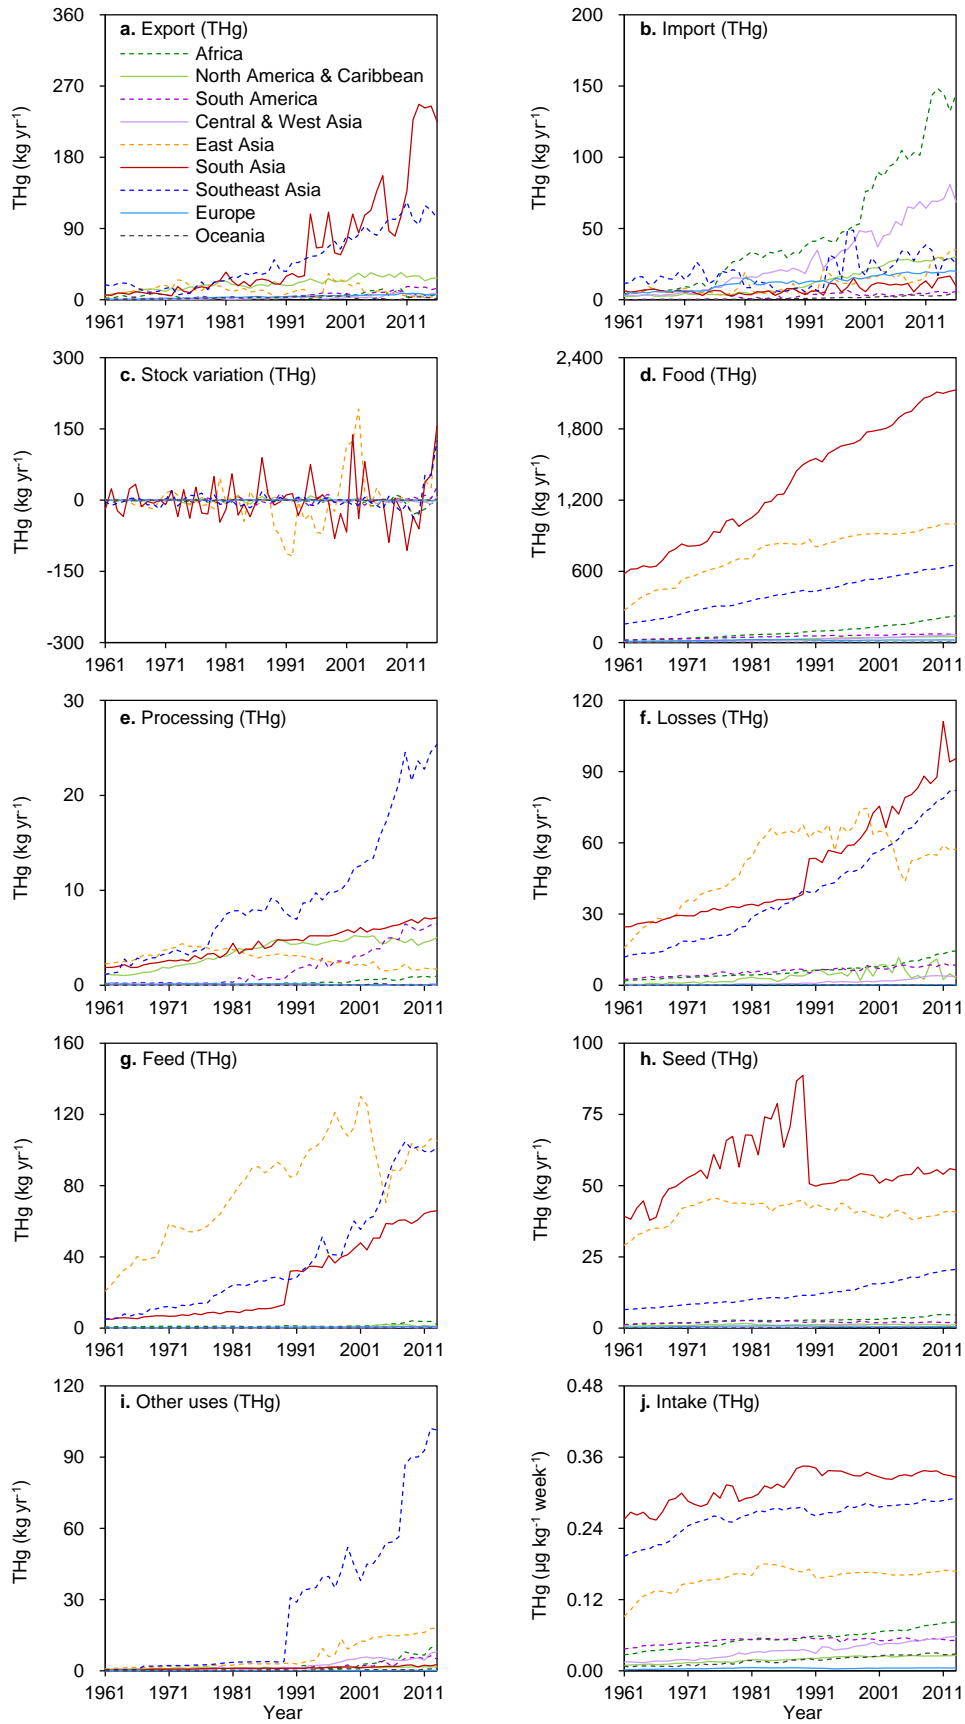 a. Export (THg)
360
270
180
90
0
THg (kg yr-1)
Africa
North America & Caribbean
South America
Central & West Asia
East Asia
South Asia
Southeast Asia
Europe
Oceania
1961 1971 1981 1991 2001 2011
b. Import (THg)
200
150
100
50
0
THg (kg yr-1)
1961 1971 1981 1991 2001 2011
c. Stock variation (THg)
300
150
0
-150
-300
THg (kg yr-1)
1961 1971 1981 1991 2001 2011
d. Food (THg)
2,400
1,800
1,200
600
0
THg (kg yr-1)
1961 1971 1981 1991 2001 2011
e. Processing (THg)
30
20
10
0
THg (kg yr-1)
1961 1971 1981 1991 2001 2011
f. Losses (THg)
120
90
60
30
0
THg (kg yr-1)
1961 1971 1981 1991 2001 2011
g. Feed (THg)
160
120
80
40
0
THg (kg yr-1)
1961 1971 1981 1991 2001 2011
h. Seed (THg)
100
75
50
25
0
THg (kg yr-1)
1961 1971 1981 1991 2001 2011
i. Other uses (THg)
120
90
60
30
0
THg (kg yr-1)
1961 1971 1981 1991 2001 2011
Year
j. Intake (THg)
0.48
0.36
0.24
0.12
0.00
THg (µg kg-1 week-1)
1961 1971 1981 1991 2001 2011
Year